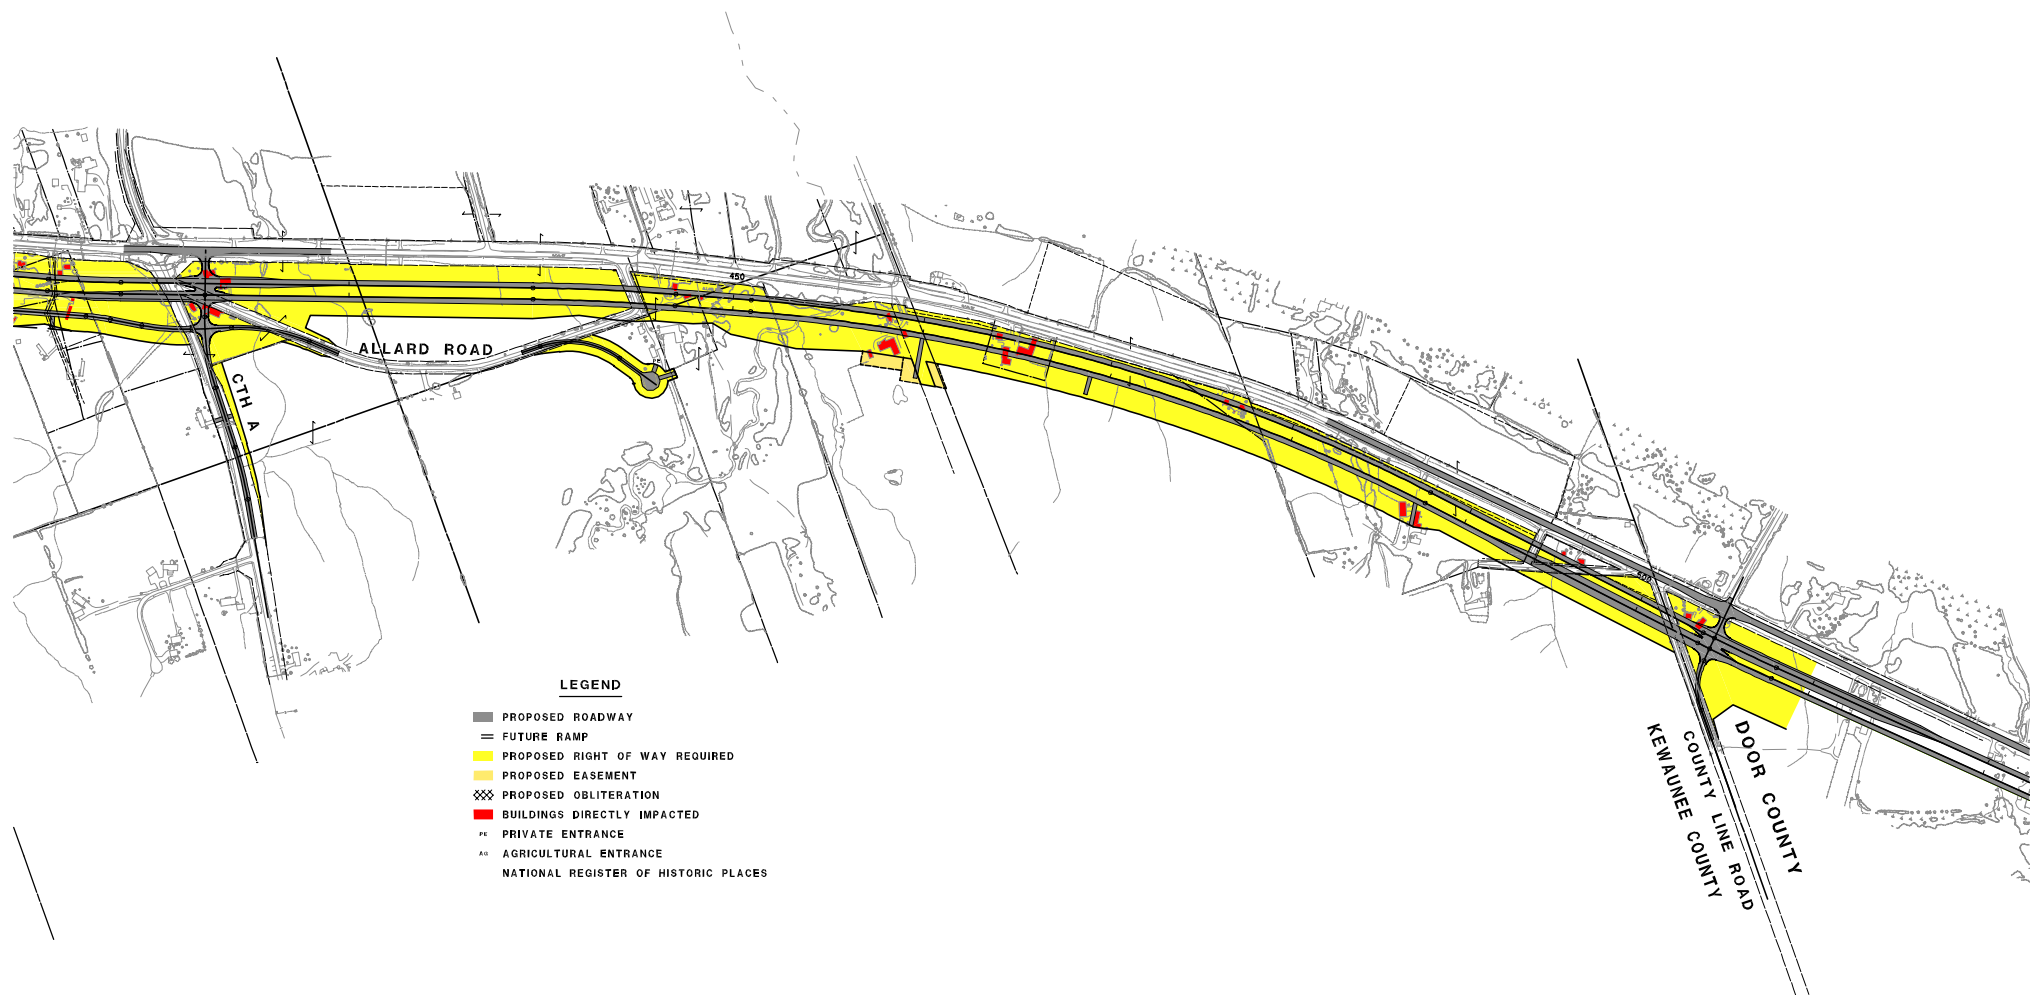 450
ALLARD ROAD
PE
CTH A
500
LEGEND
PROPOSED ROADWAY
FUTURE RAMP
PROPOSED RIGHT OF WAY REQUIRED
PROPOSED EASEMENT
PROPOSED OBLITERATION
BUILDINGS DIRECTLY IMPACTED
PE PRIVATE ENTRANCE
AG AGRICULTURAL ENTRANCE
NATIONAL REGISTER OF HISTORIC PLACES
DOOR COUNTY
COUNTY LINE ROAD
KEWAUNEE COUNTY